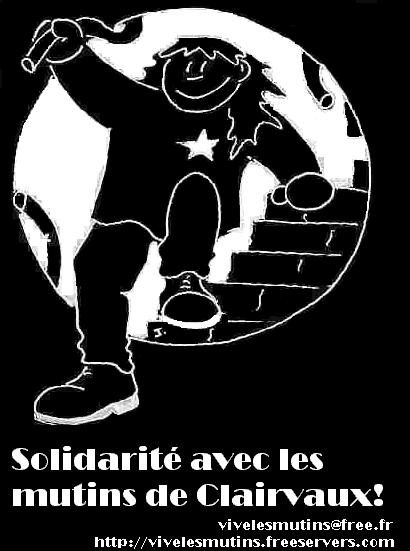 Solidarité avec les
mutins de Clairvaux!
vivelesmutins@free.fr
http://vivelesmutins.freeservers.com